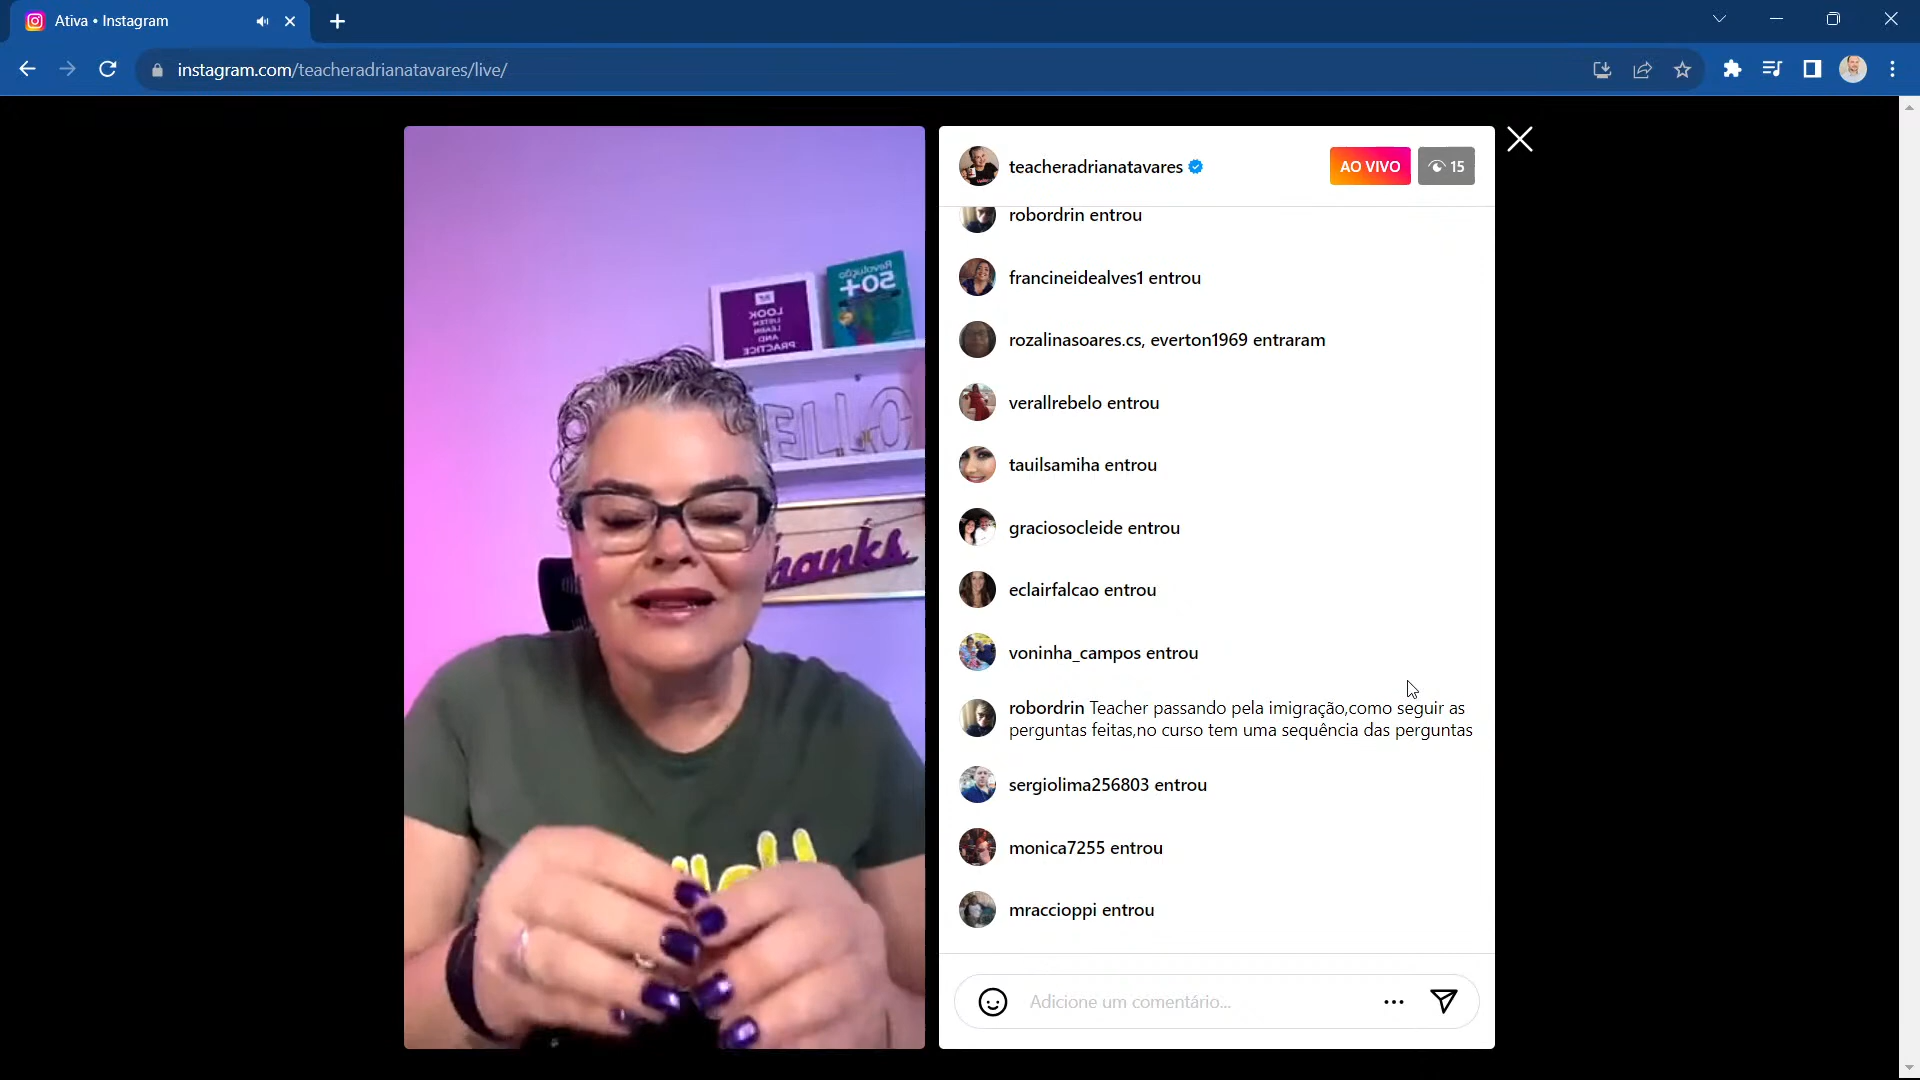 Ativa • Instagram
instagram.com/teacheradrianatavares/live/
teacheradrianatavares
AO VIVO
15
robordrin entrou
francineidealves1 entrou
rozalinasoares.cs, everton1969 entraram
verallrebelo entrou
tauilsamiha entrou
graciosocleide entrou
eclairfalcao entrou
voninha_campos entrou
robordrin Teacher passando pela imigração,como seguir as
perguntas feitas,no curso tem uma sequência das perguntas
sergiolima256803 entrou
monica7255 entrou
mraccioppi entrou
Adicione um comentário...
Revolução
50+
LOOK
LISTEN
LEARN
AND
PRACTICE
HELLO
hanks